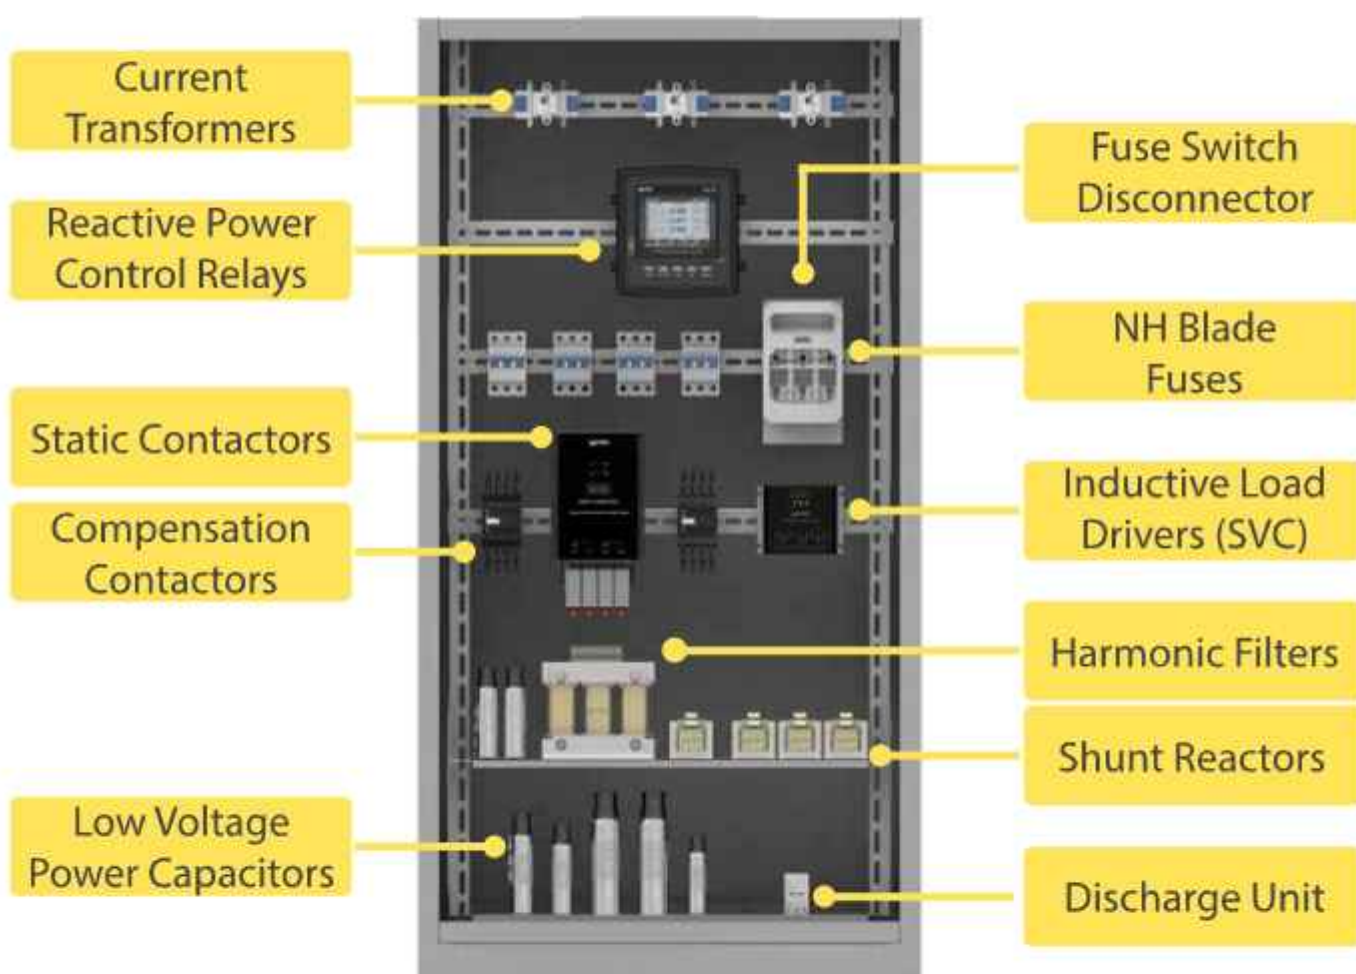 Current
Transformers
Reactive Power
Control Relays
Static Contactors
Compensation
Contactors
Low Voltage
Power Capacitors
Fuse Switch
Disconnector
NH Blade
Fuses
Inductive Load
Drivers (SVC)
Harmonic Filters
Shunt Reactors
Discharge Unit